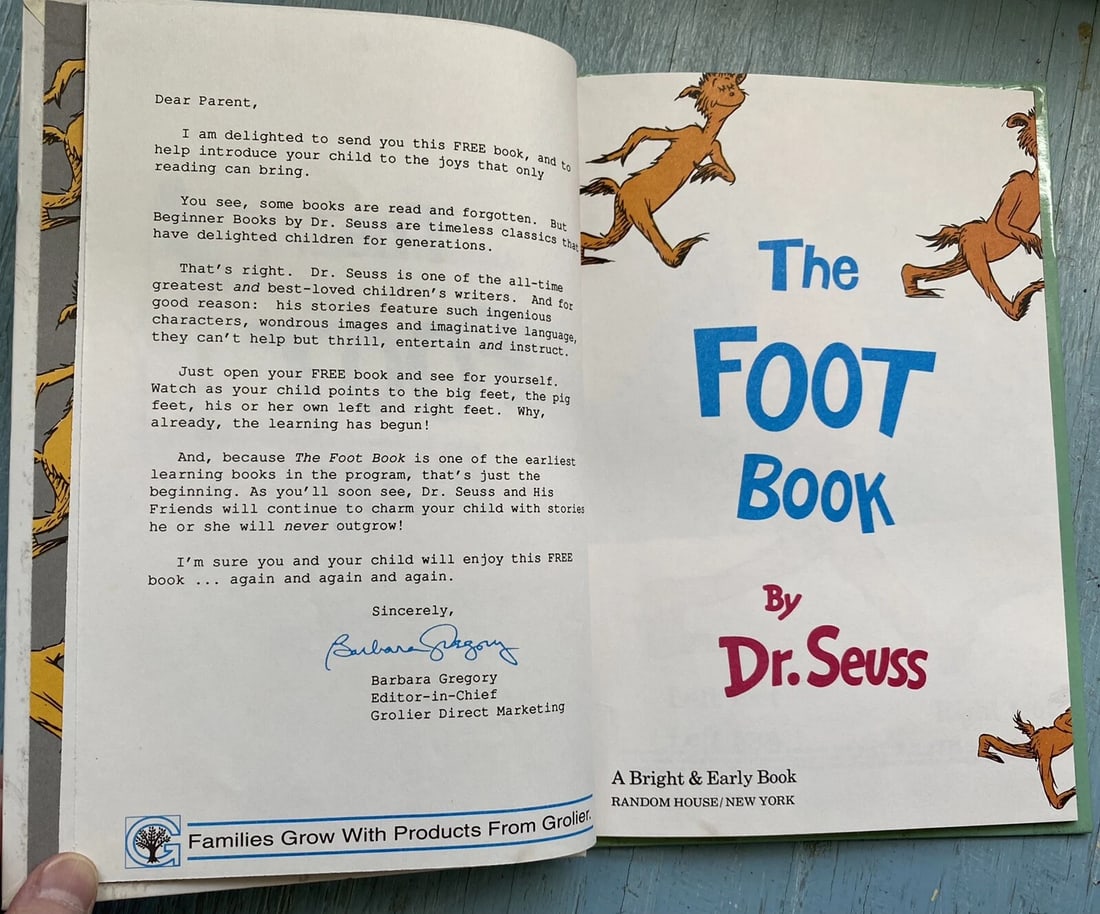 Dear Parent,
I am delighted to send you this FREE book, and to
help introduce your child to the joys that only
reading can bring.
You see, some books are read and forgotten. But
Beginner Books by Dr. Seuss are timeless classics that
have delighted children for generations.
That's right. Dr. Seuss is one of the all-time
greatest and best-loved children's writers. And for
good reason: his stories feature such ingenious
characters, wondrous images and imaginative language,
they can't help but thrill, entertain and instruct.
Just open your FREE book and see for yourself.
Watch as your child points to the big feet, the pig
feet, his or her own left and right feet. Why,
already, the learning has begun!
And, because The Foot Book is one of the earliest
learning books in the program, that's just the
beginning. As you'll soon see, Dr. Seuss and His
Friends will continue to charm your child with stories
he or she will never outgrow!
I'm sure you and your child will enjoy this FREE
book ... again and again and again.
Sincerely,
Barbara Gregory
Barbara Gregory
Editor-in-Chief
Grolier Direct Marketing
G Families Grow With Products From Grolier.
The
FOOT
BOOK
By
Dr. Seuss
A Bright & Early Book
RANDOM HOUSE/NEW YORK